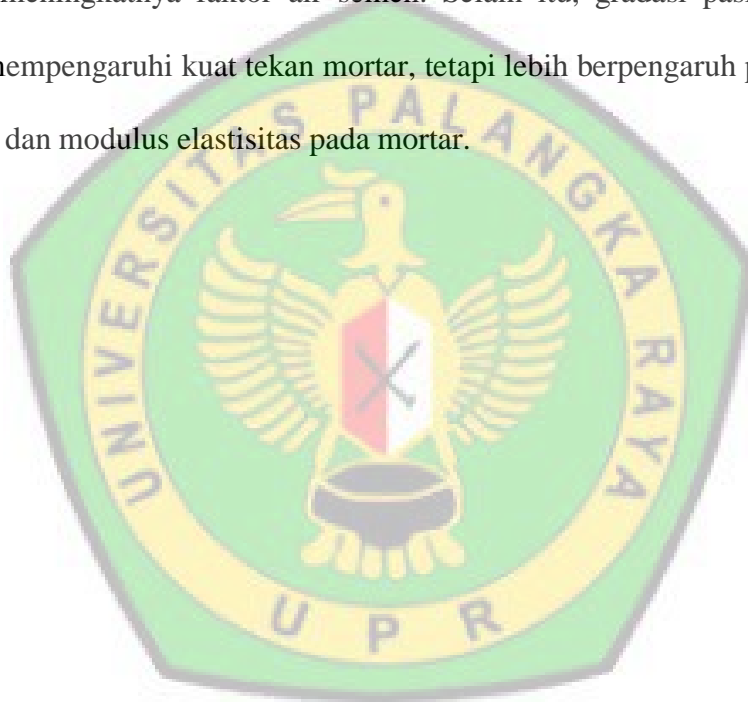 meningkatnya faktor air semen. Selain itu, gradasi
mempengaruhi kuat tekan mortar, tetapi lebih berpengaruh
dan modulus elastisitas pada mortar.
UNIVERSITAS PALANGKA RAYA
UPR